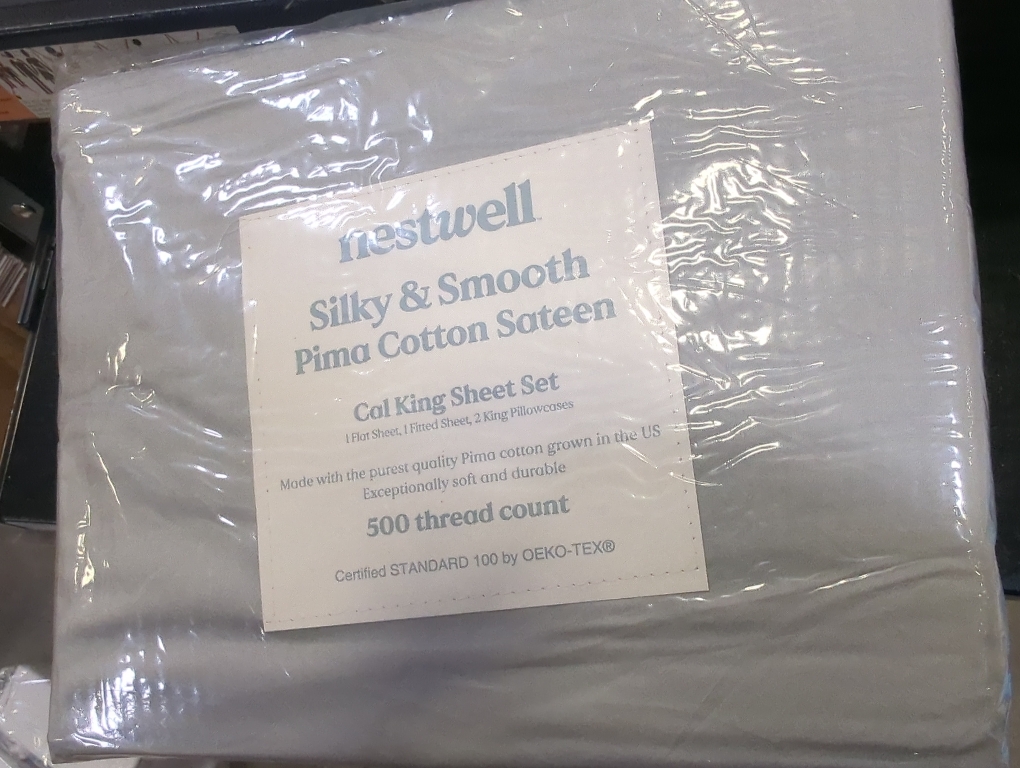 nestwell
Silky & Smooth
Pima Cotton Sateen
Cal King Sheet Set
1 Flat Sheet, 1 Fitted Sheet, 2 King Pillowcases
Made with the purest quality Pima cotton grown in the US
Exceptionally soft and durable
500 thread count
Certified STANDARD 100 by OEKO-TEX®